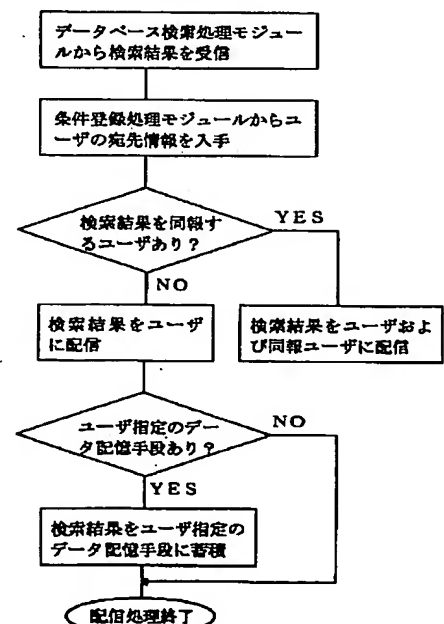 データベース検索処理モジュー
ルから検索結果を受信
条件登録処理モジュールからユ
ーザの宛先情報を入手
検索結果を同報す
るユーザあり?
YES
NO
検索結果をユーザ
に配信
検索結果をユーザおよ
び同報ユーザに配信
ユーザ指定のデー
タ記憶手段あり?
NO
YES
検索結果をユーザ指定の
データ記憶手段に蓄積
配信処理終了